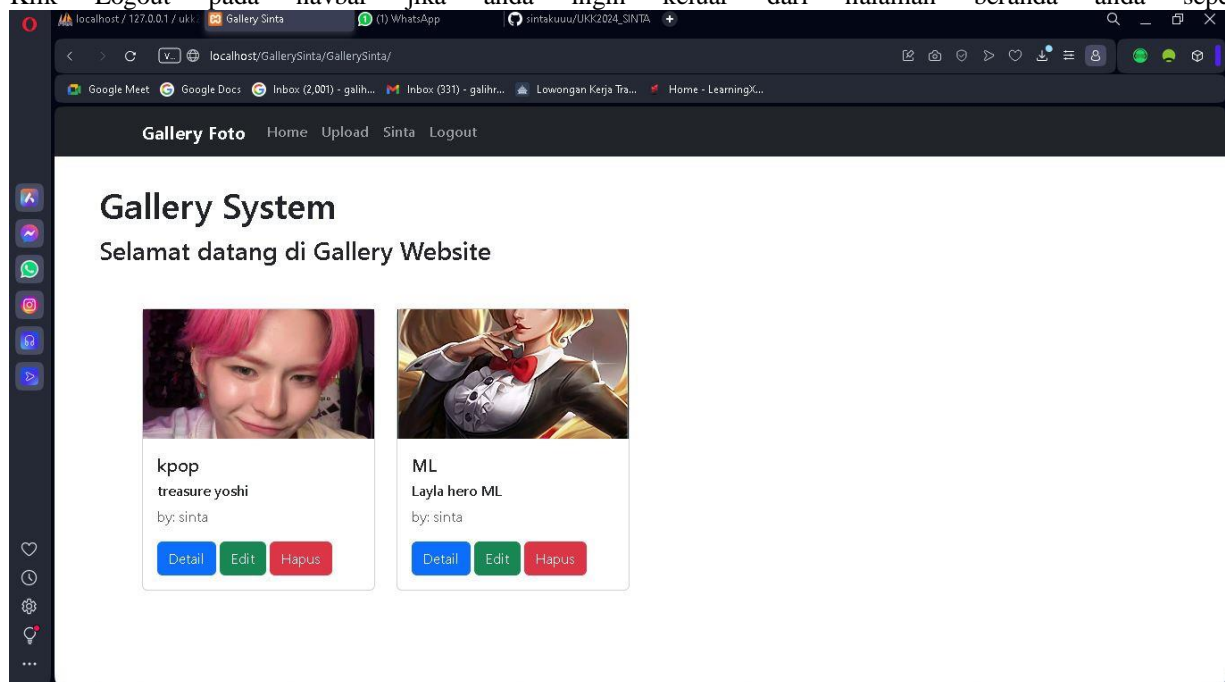 Klik Logout pada navbar jika anda ingin keluar dari halaman beranda anda sepe
localhost / 127.0.0.1 / ukk
Gallery Sinta
(1) WhatsApp
sintakuuu/UKK2024_SINTA
localhost/GallerySinta/GallerySinta/
Google Meet Google Docs Inbox (2,001) - galih... Inbox (331) - galihr... Lowongan Kerja Tra... Home - LearningX...
Gallery Foto Home Upload Sinta Logout
Gallery System
Selamat datang di Gallery Website
kpop
treasure yoshi
by: sinta
Detail Edit Hapus
ML
Layla hero ML
by: sinta
Detail Edit Hapus